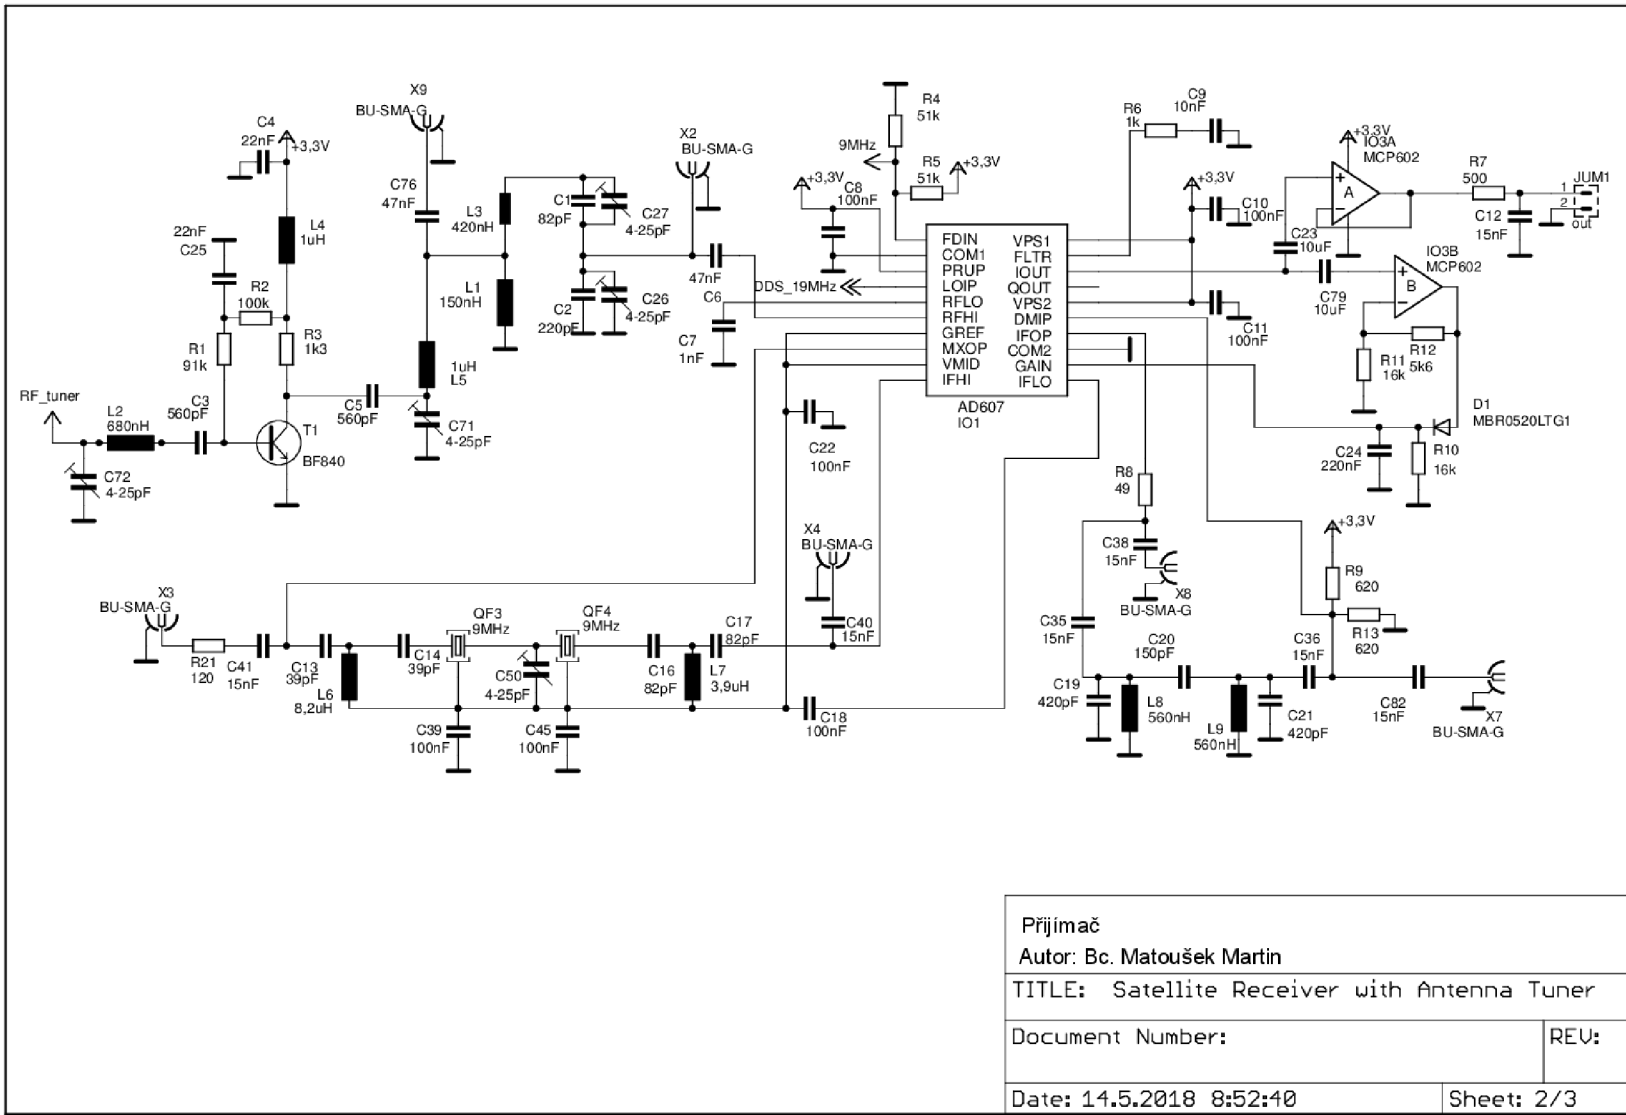 X9
BU-SMA-G
C4
22nF
+3,3V
L4
1uH
22nF
C25
R2
100k
R3
1k3
R1
91k
RF_tuner
L2
680nH
C3
560pF
T1
BF840
C72
4-25pF
C5
560pF
C76
47nF
L3
420nH
C1
82pF
C27
4-25pF
L1
150nH
C2
220pF
C26
4-25pF
1uH
L5
C71
4-25pF
X2
BU-SMA-G
47nF
C6
C7
1nF
R4
51k
9MHz
R5
51k
+3,3V
+3,3V
C8
100nF
DDS_19MHz
FDIN
COM1
PRUP
LOIP
RFLO
RFHI
GREF
MXOP
VMID
IFHI
VPS1
FLTR
IOUT
QOUT
VPS2
DMIP
IFOP
COM2
GAIN
IFLO
AD607
IO1
C22
100nF
R6
1k
C9
10nF
+3,3V
C10
100nF
C11
100nF
C23
10uF
C79
10uF
+3.3V
IO3A
MCP602
A
IO3B
MCP602
B
R7
500
C12
15nF
JUM1
1
2
out
R11
16k
R12
5k6
D1
MBR0520LTG1
C24
220nF
R10
16k
R8
49
C38
15nF
X8
BU-SMA-G
C35
15nF
C20
150pF
C19
420pF
L8
560nH
L9
560nH
C21
420pF
C36
15nF
+3,3V
R9
620
R13
620
C82
15nF
X7
BU-SMA-G
X3
BU-SMA-G
R21
120
C41
15nF
C13
39pF
L6
8,2uH
C14
39pF
QF3
9MHz
QF4
9MHz
C50
4-25pF
C39
100nF
C45
100nF
C16
82pF
C17
82pF
L7
3,9uH
X4
BU-SMA-G
C40
15nF
C18
100nF
Přijímač
Autor: Bc. Matoušek Martin
TITLE: Satellite Receiver with Antenna Tuner
Document Number:
REV:
Date: 14.5.2018 8:52:40
Sheet: 2/3